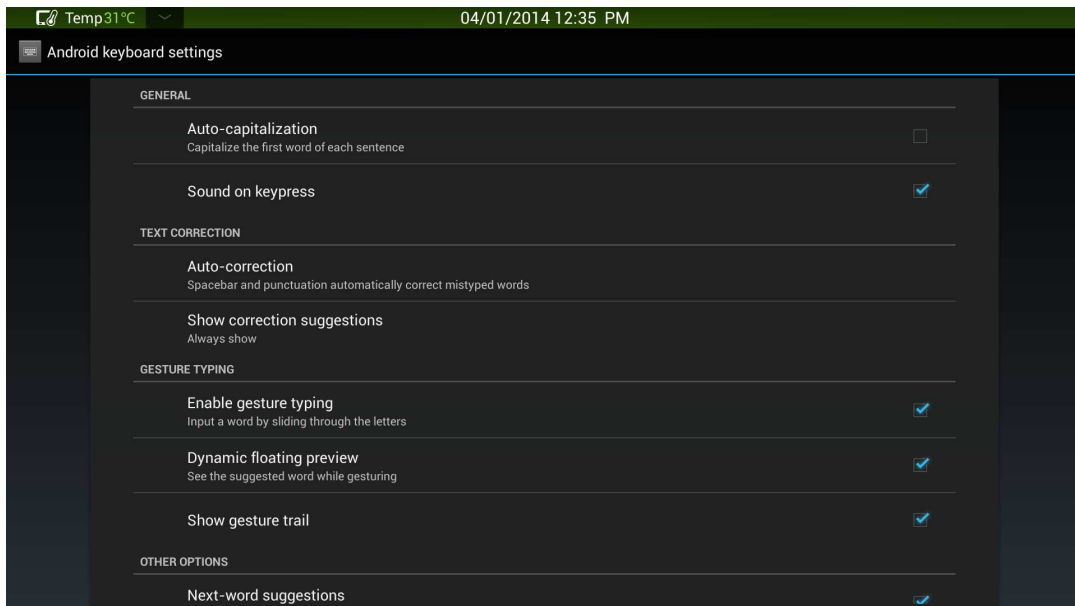 Temp 31°C
04/01/2014 12:35 PM
Android keyboard settings
GENERAL
Auto-capitalization
Capitalize the first word of each sentence
Sound on keypress
TEXT CORRECTION
Auto-correction
Spacebar and punctuation automatically correct mistyped words
Show correction suggestions
Always show
GESTURE TYPING
Enable gesture typing
Input a word by sliding through the letters
Dynamic floating preview
See the suggested word while gesturing
Show gesture trail
OTHER OPTIONS
Next-word suggestions